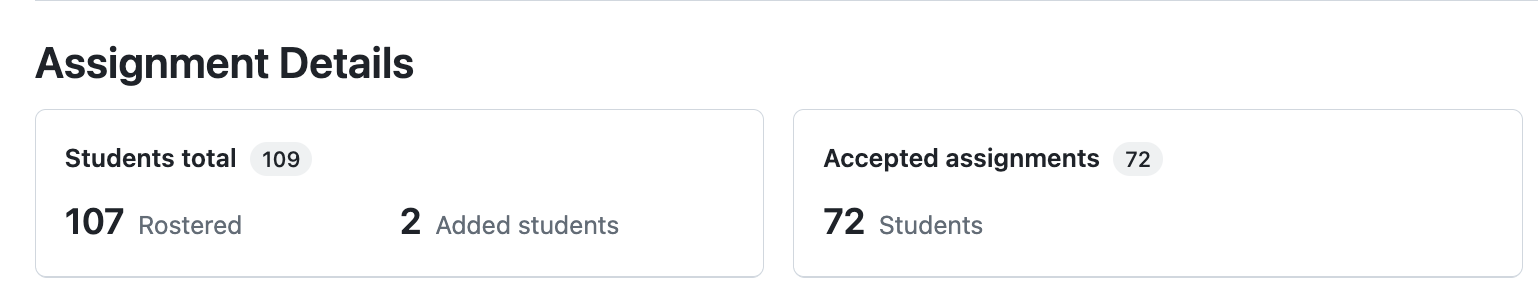 Assignment Details
Students total 109
107 Rostered 2 Added students
Accepted assignments 72
72 Students